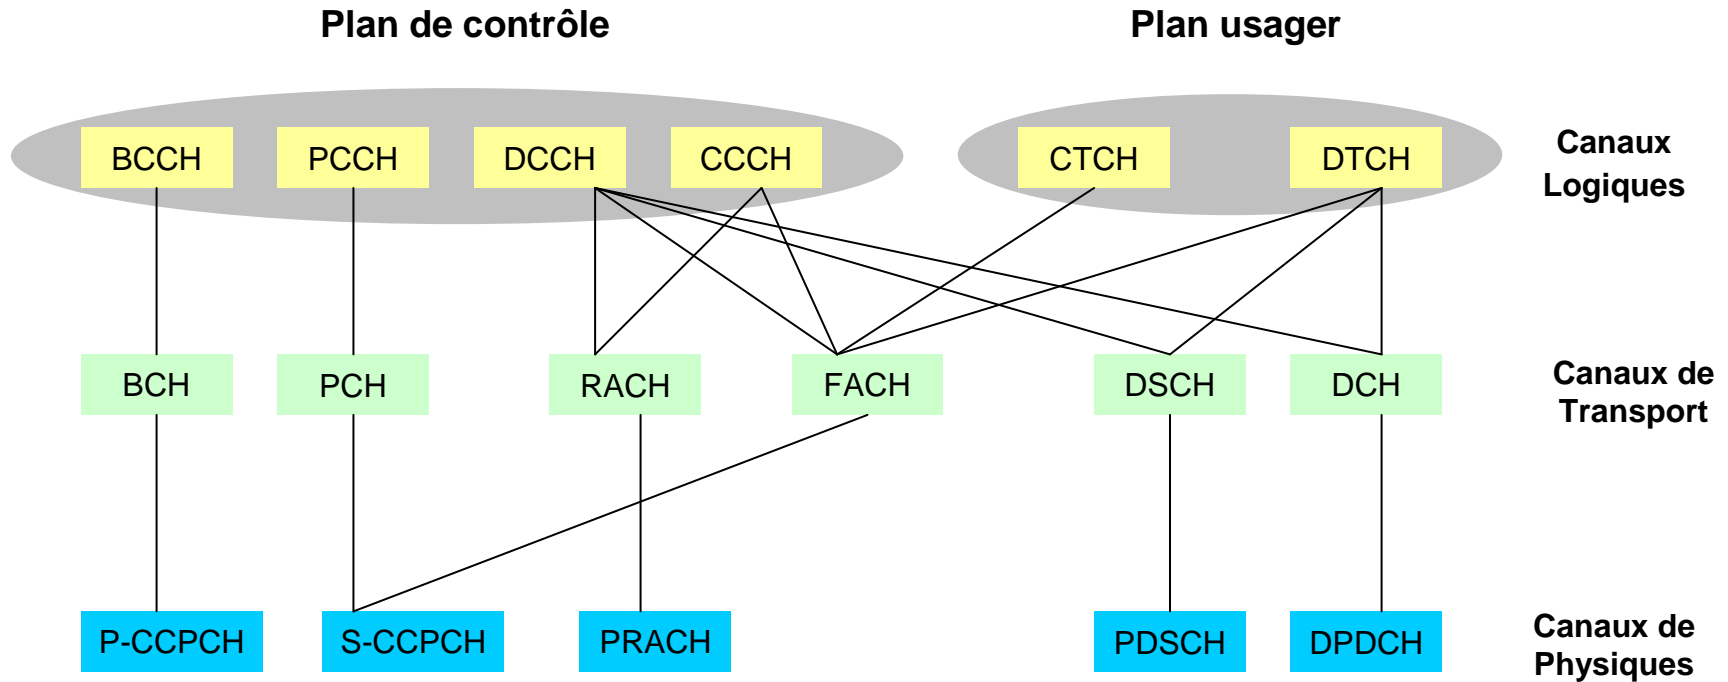 Plan de contrôle
Plan usager
BCCH
PCCH
DCCH
CCCH
CTCH
DTCH
Canaux
Logiques
BCH
PCH
RACH
FACH
DSCH
DCH
Canaux de
Transport
P-CCPCH
S-CCPCH
PRACH
PDSCH
DPDCH
Canaux de
Physiques